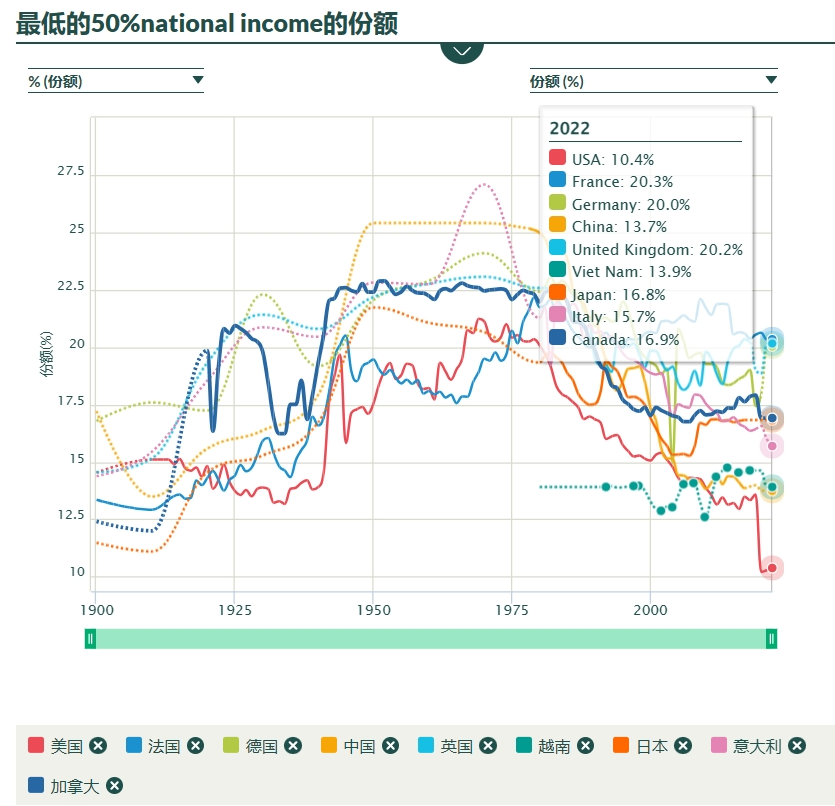 最低的50%national income的份额
% (份额)
份额 (%)
2022
USA: 10.4%
France: 20.3%
Germany: 20.0%
China: 13.7%
United Kingdom: 20.2%
Viet Nam: 13.9%
Japan: 16.8%
Italy: 15.7%
Canada: 16.9%
份额(%)
27.5
25
22.5
20
17.5
15
12.5
10
1900 1925 1950 1975 2000
美国 法国 德国 中国 英国 越南 日本 意大利
加拿大